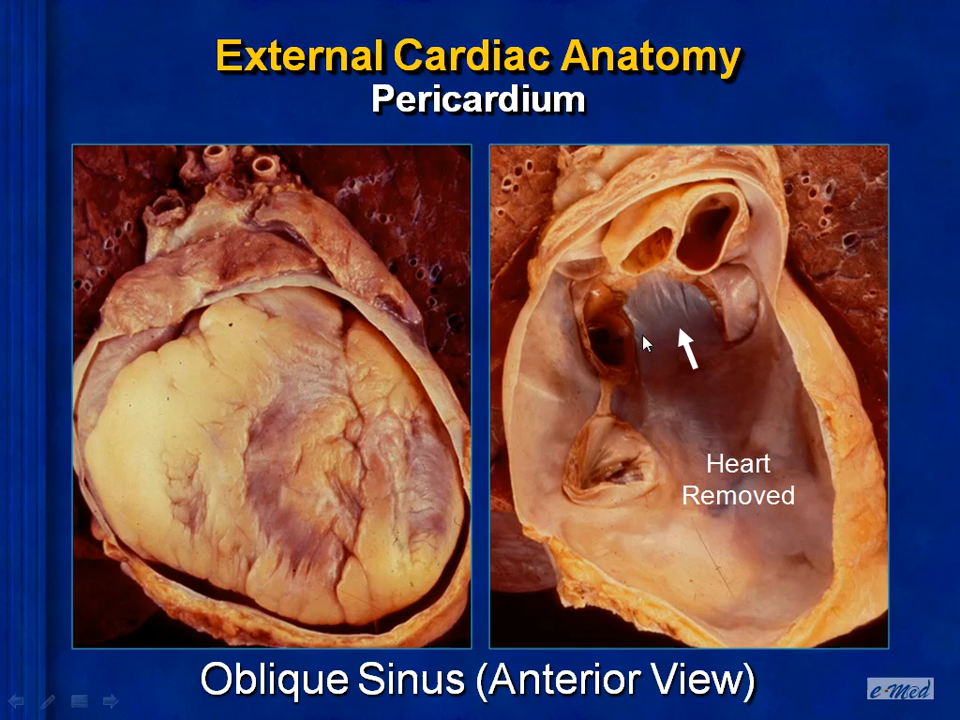 External Cardiac Anatomy
Pericardium
Heart
Removed
Oblique Sinus (Anterior View)
e-Med